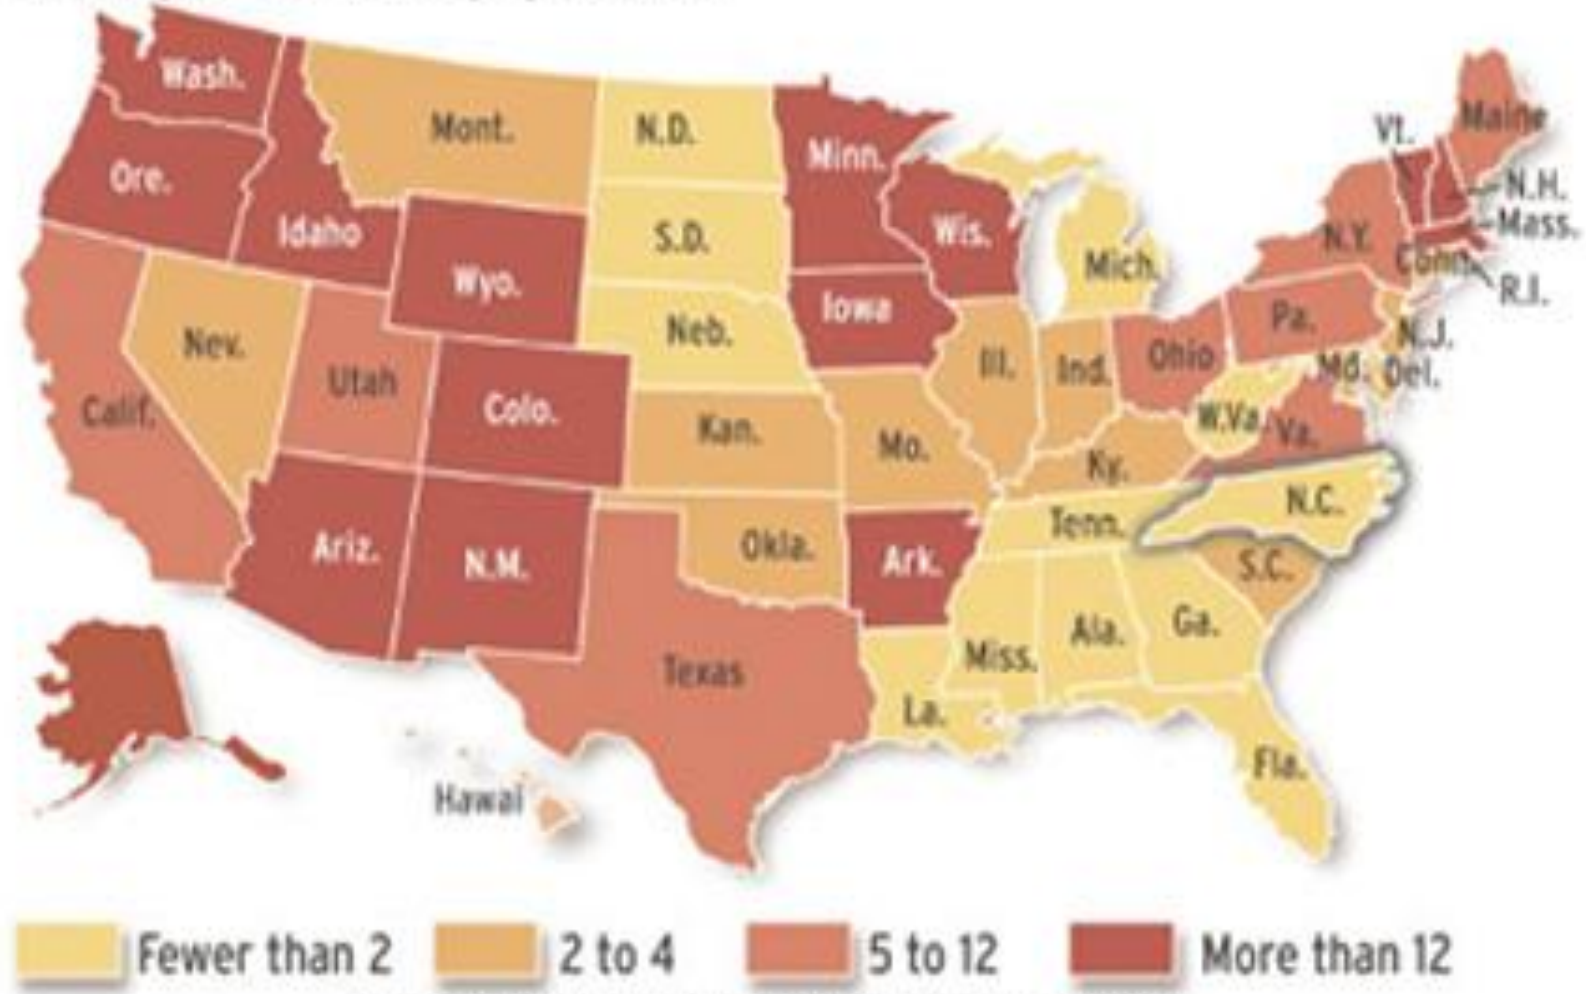 Wash.
Mont.
N.D.
Minn.
Vt.
Maine
Ore.
Idaho
Wyo.
S.D.
Wis.
Mich.
N.Y.
N.H.
Mass.
Conn.
R.I.
Nev.
Utah
Colo.
Neb.
Iowa
Ill.
Ind.
Ohio
Pa.
N.J.
Md.
Del.
Calif.
Kan.
Mo.
Ky.
W.Va.
Va.
Ariz.
N.M.
Okla.
Ark.
Tenn.
N.C.
S.C.
Texas
La.
Miss.
Ala.
Ga.
Fla.
Hawai
Fewer than 2
2 to 4
5 to 12
More than 12